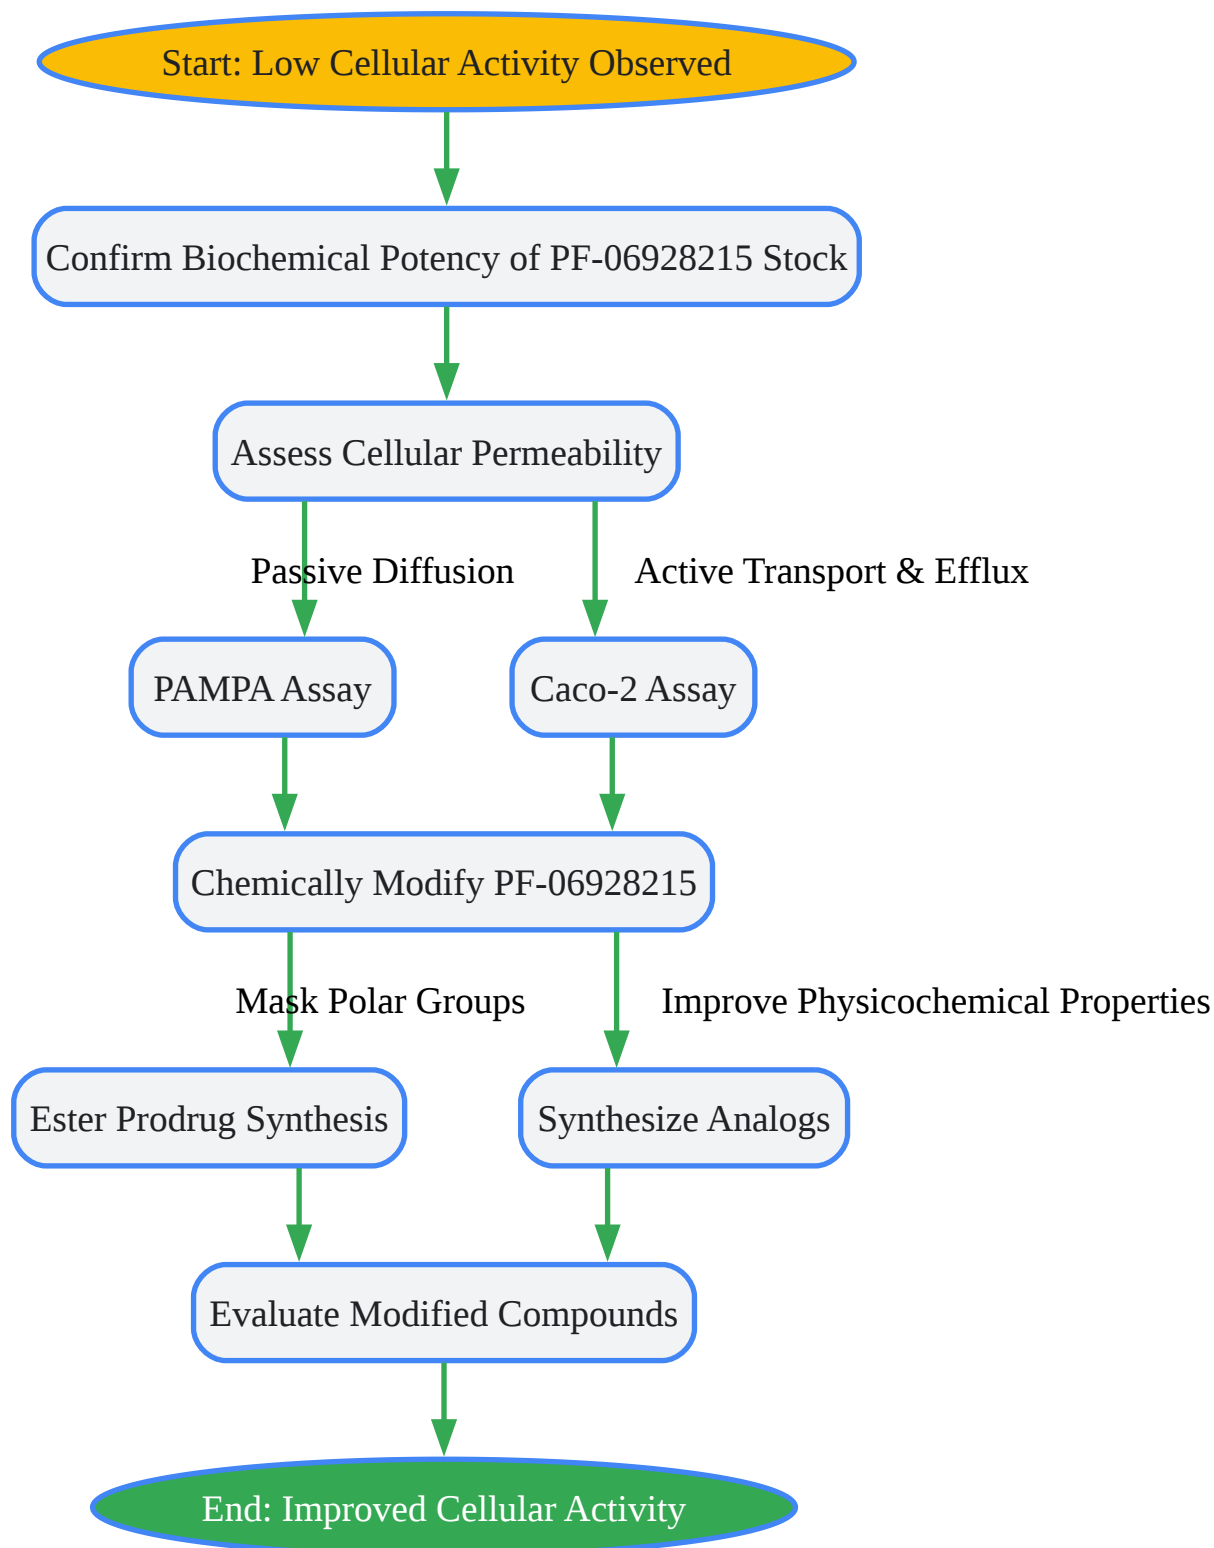 Start: Low Cellular Activity Observed
Confirm Biochemical Potency of PF-06928215 Stock
Assess Cellular Permeability
Passive Diffusion
Active Transport & Efflux
PAMPA Assay
Caco-2 Assay
Chemically Modify PF-06928215
Mask Polar Groups
Improve Physicochemical Properties
Ester Prodrug Synthesis
Synthesize Analogs
Evaluate Modified Compounds
End: Improved Cellular Activity